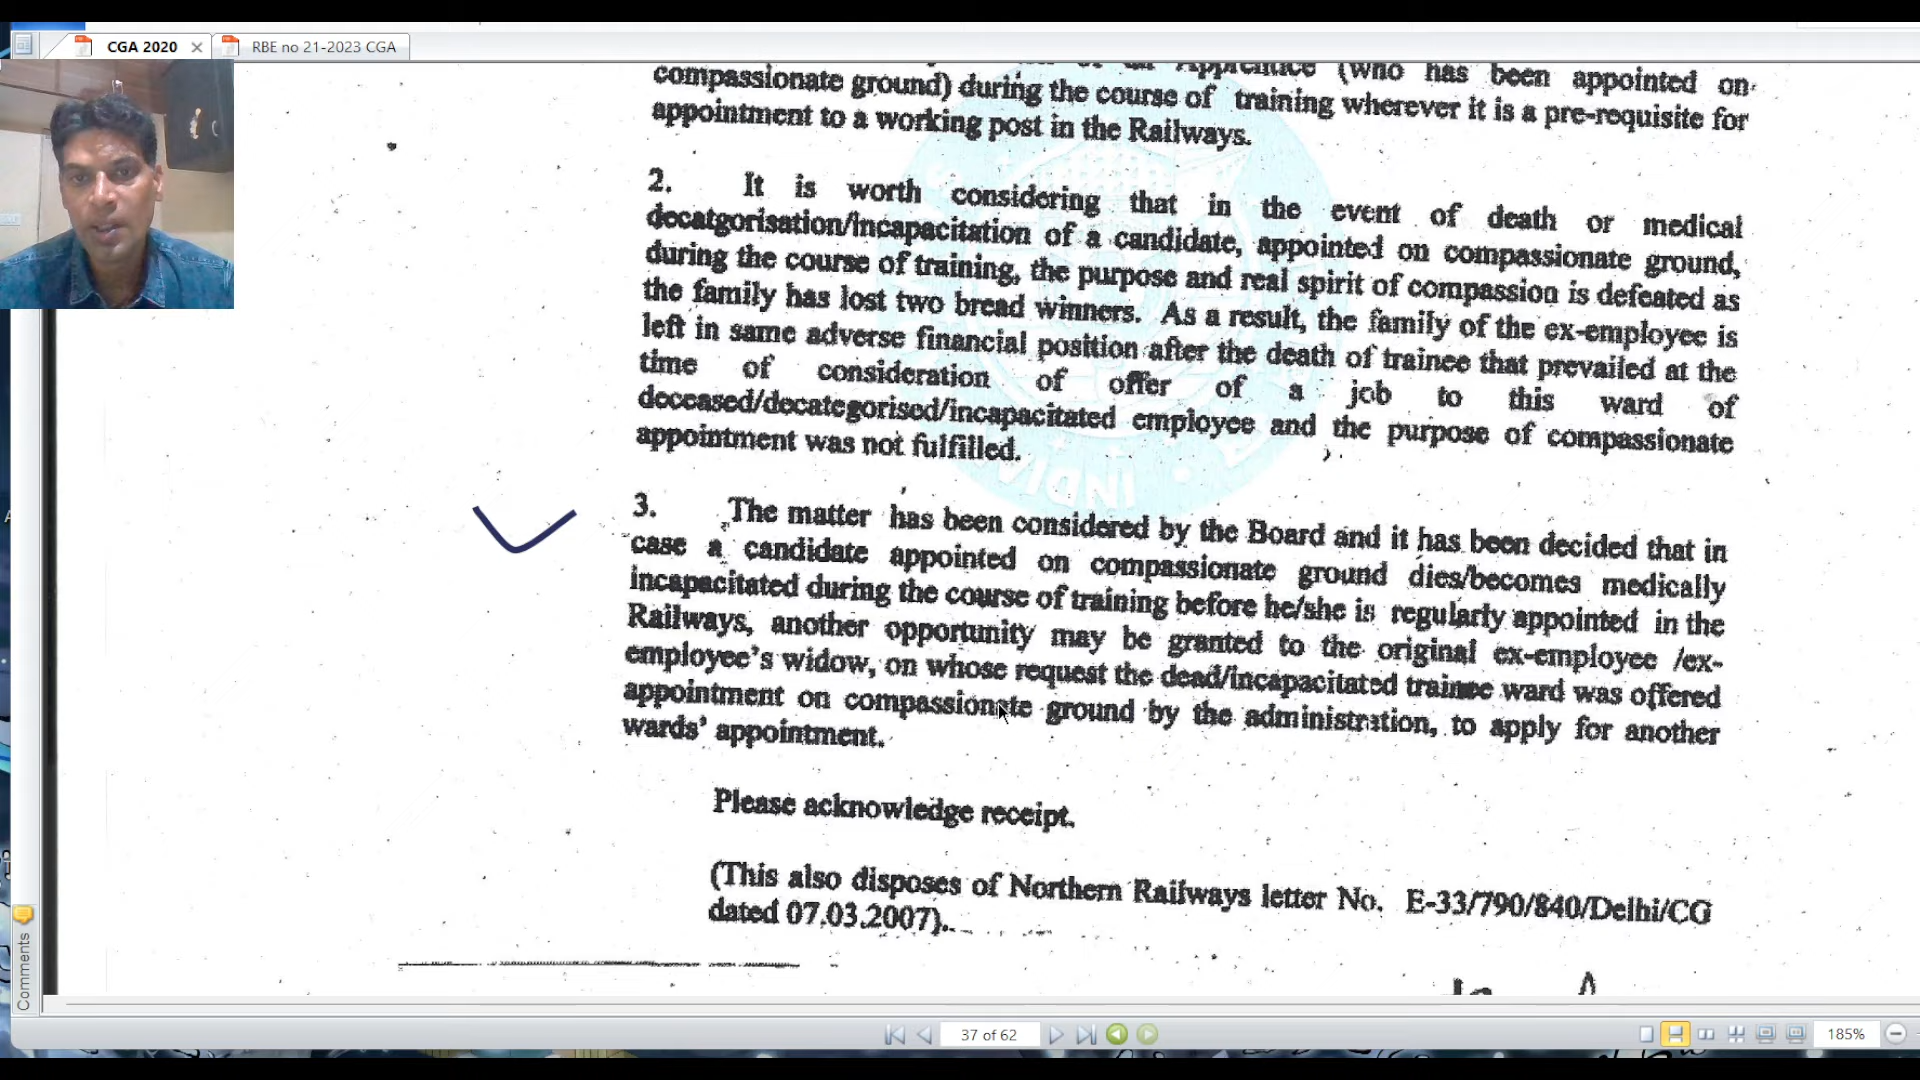 CGA 2020
RBE no 21-2023 CGA
of an Apprentice (who has been appointed on
compassionate ground) during the course of training wherever it is a pre-requisite for
appointment to a working post in the Railways.
2. It is worth considering that in the event of death or medical
decatgorisation/Incapacitation of a candidate, appointed on compassionate ground,
during the course of training, the purpose and real spirit of compassion is defeated as
the family has lost two bread winners. As a result, the family of the ex-employee is
left in same adverse financial position after the death of trainee that prevailed at the
time of consideration of offer of a job to this ward of
deceased/decategorised/incapacitated employee and the purpose of compassionate
appointment was not fulfilled.
3. The matter has been considered by the Board and it has been decided that in
case a candidate appointed on compassionate ground dies/becomes medically
incapacitated during the course of training before he/she is regularly appointed in the
Railways, another opportunity may be granted to the original ex-employee /ex-
employee's widow, on whose request the dead/incapacitated trainee ward was offered
appointment on compassionate ground by the administration, to apply for another
wards' appointment.
Please acknowledge receipt.
(This also disposes of Northern Railways letter No. E-33/790/840/Delhi/CG
dated 07.03.2007).
INDIA
Comments
37 of 62
185%